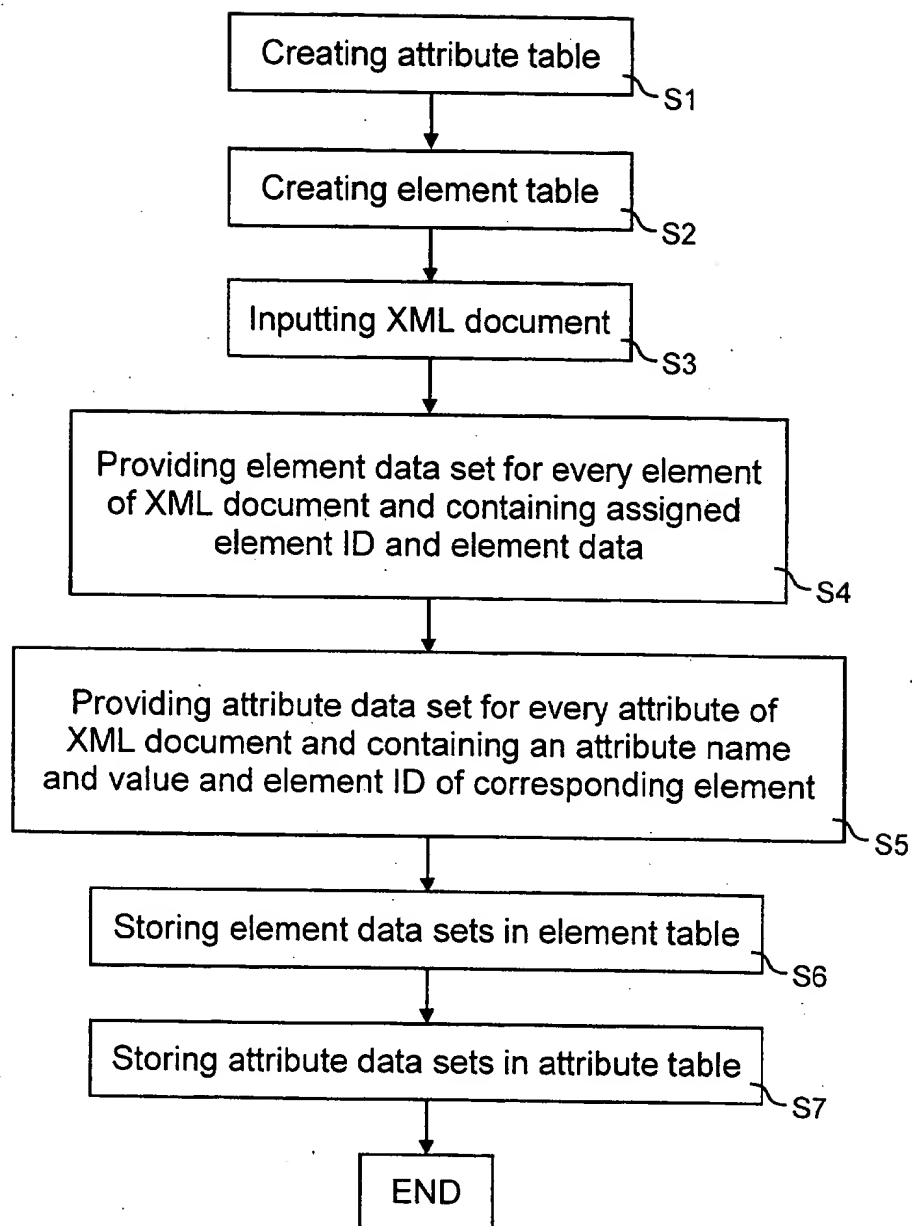 Creating attribute table
S1
Creating element table
S2
Inputting XML document
S3
Providing element data set for every element
of XML document and containing assigned
element ID and element data
S4
Providing attribute data set for every attribute of
XML document and containing an attribute name
and value and element ID of corresponding element
S5
Storing element data sets in element table
S6
Storing attribute data sets in attribute table
S7
END